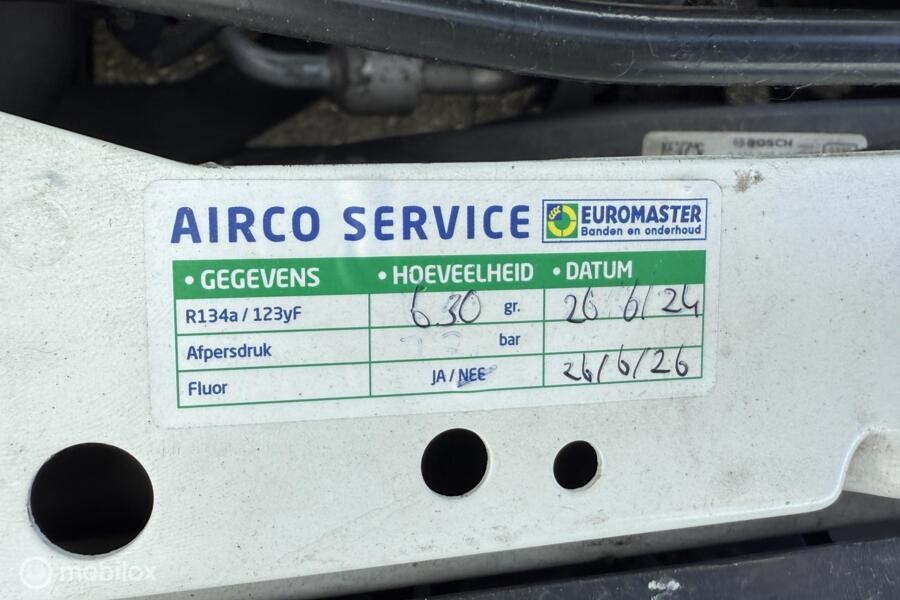 BOSCH
AIRCO SERVICE EUROMASTER
Banden en onderhoud
• GEGEVENS • HOEVEELHEID • DATUM
R134a / 123yF 630 gr. 26/6/24
Afpersdruk bar
Fluor JA / NEE 26/6/26
mobilox